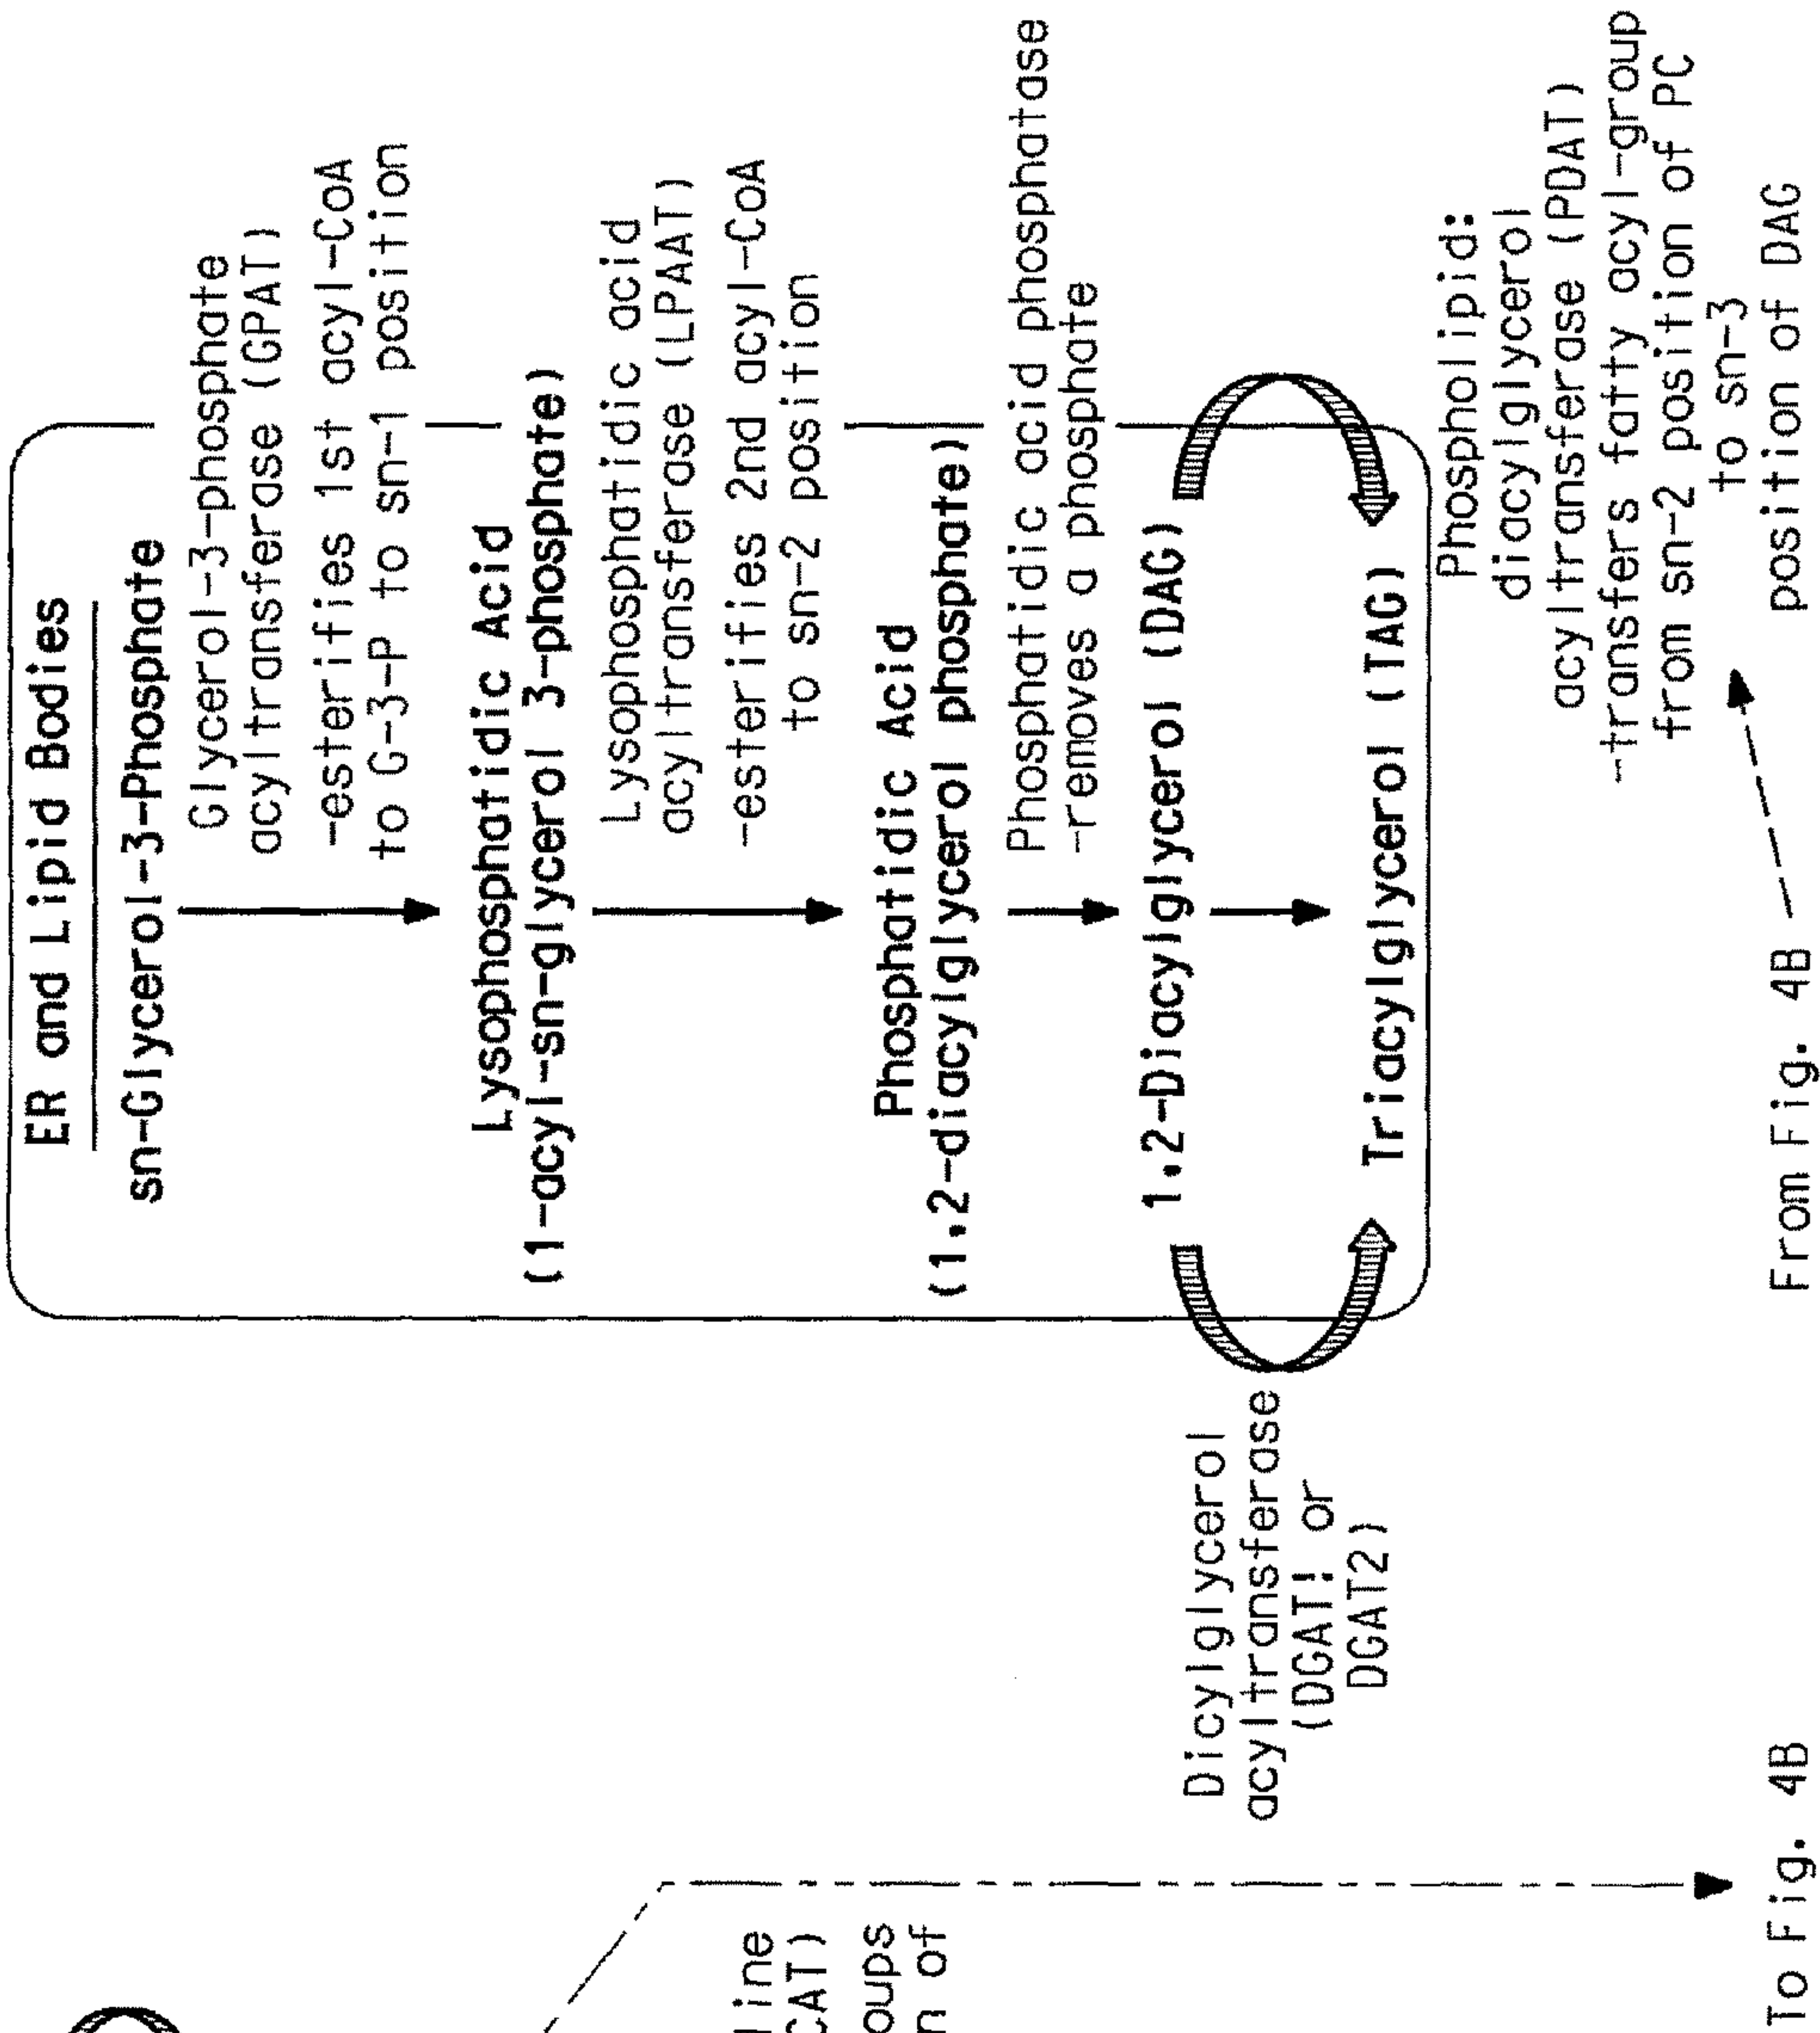 ER and Lipid Bodies
sn-Glycerol-3-Phosphate
Glycerol-3-phosphate
acyltransferase (GPAT)
-esterifies 1st acyl-CoA
to G-3-P to sn-1 position
Lysophosphatidic Acid
(1-acyl-sn-glycerol 3-phosphate)
Lysophosphatidic acid
acyltransferase (LPAAT)
-esterifies 2nd acyl-CoA
to sn-2 position
Phosphatidic Acid
(1,2-diacylglycerol phosphate)
Phosphatidic acid phosphatase
-removes a phosphate
1,2-Diacylglycerol (DAG)
Triacylglycerol (TAG)
Dicylglycerol
acyltransferase
(DGAT! or
DGAT2)
Phospholipid:
diacylglycerol
acyltransferase (PDAT)
-transfers fatty acyl-group
from sn-2 position of PC
to sn-3
position of DAG
line
CAT)
oups
n of
To Fig. 4B
From Fig. 4B